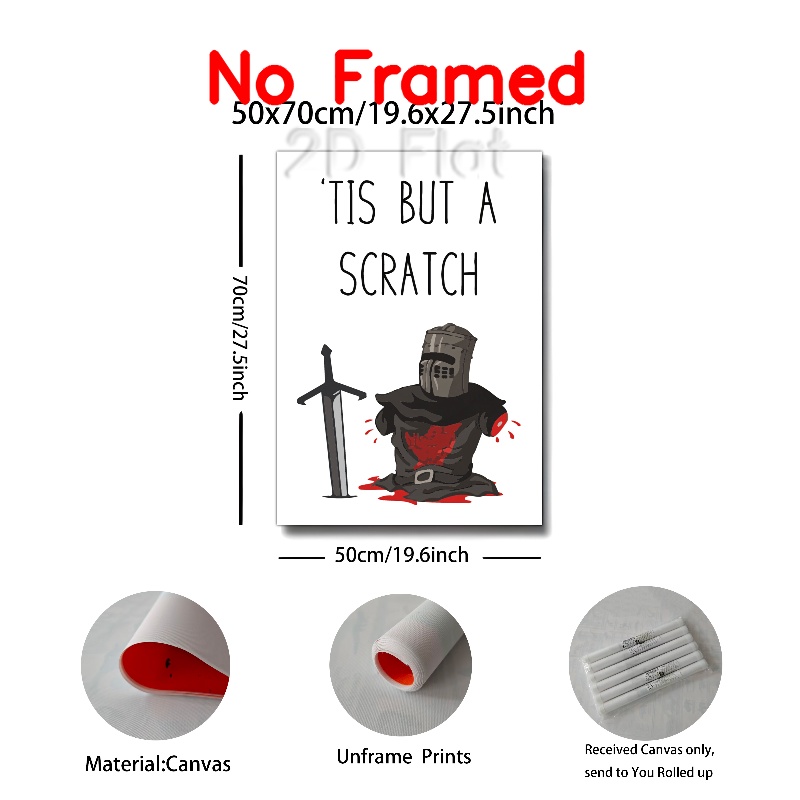 No Framed
50x70cm/19.6x27.5inch
2D Flat
'TIS BUT A
SCRATCH
70cm/27.5inch
50cm/19.6inch
Material:Canvas
Unframe Prints
Received Canvas only,
send to You Rolled up